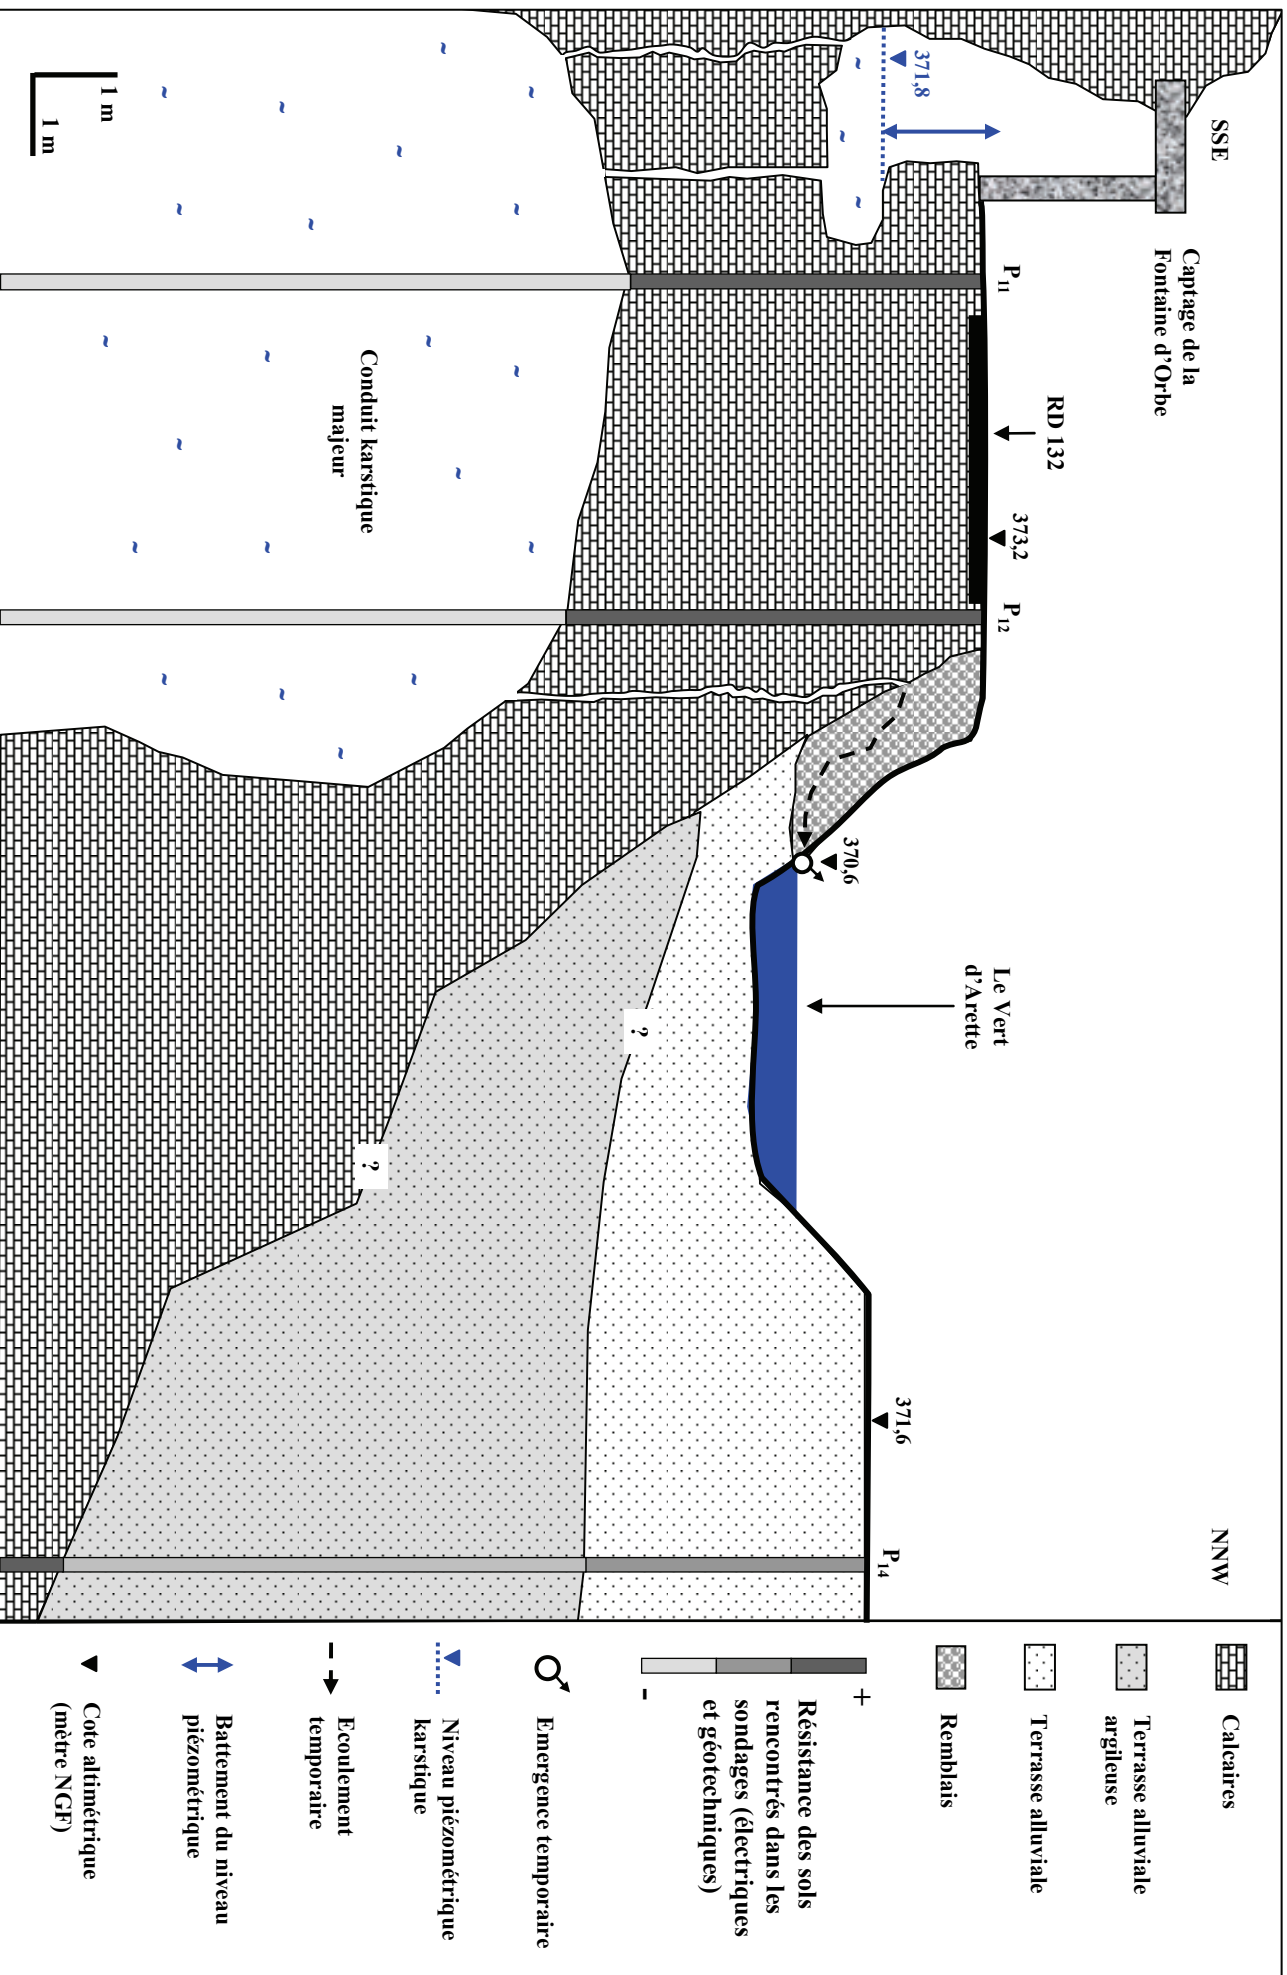 SSE
NNW
Captage de la
Fontaine d'Orbe
371,8
P11
RD 132
373,2
P12
370,6
Le Vert
d'Arette
371,6
P14
Conduit karstique
majeur
?
?
1 m
1 m
Calcaires
Terrasse alluviale
argileuse
Terrasse alluviale
Remblais
+
-
Résistance des sols
rencontrés dans les
sondages (électriques
et géotechniques)
Emergence temporaire
Niveau piézométrique
karstique
Ecoulement
temporaire
Battement du niveau
piézométrique
Cote altimétrique
(mètre NGF)